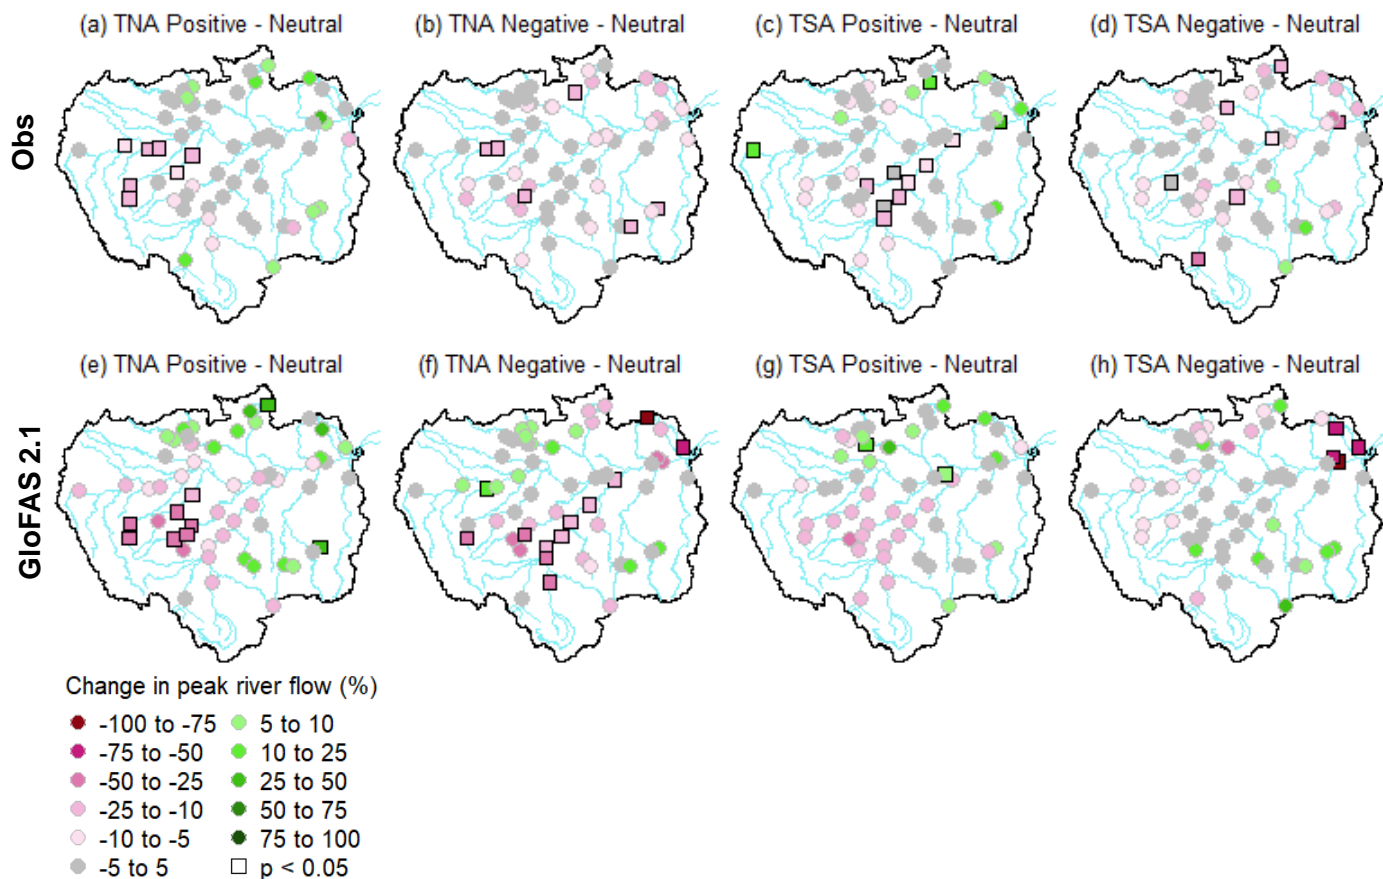 (a) TNA Positive - Neutral
(b) TNA Negative - Neutral
(c) TSA Positive - Neutral
(d) TSA Negative - Neutral
Obs
(e) TNA Positive - Neutral
(f) TNA Negative - Neutral
(g) TSA Positive - Neutral
(h) TSA Negative - Neutral
GloFAS 2.1
Change in peak river flow (%)
-100 to -75
-75 to -50
-50 to -25
-25 to -10
-10 to -5
-5 to 5
5 to 10
10 to 25
25 to 50
50 to 75
75 to 100
p < 0.05